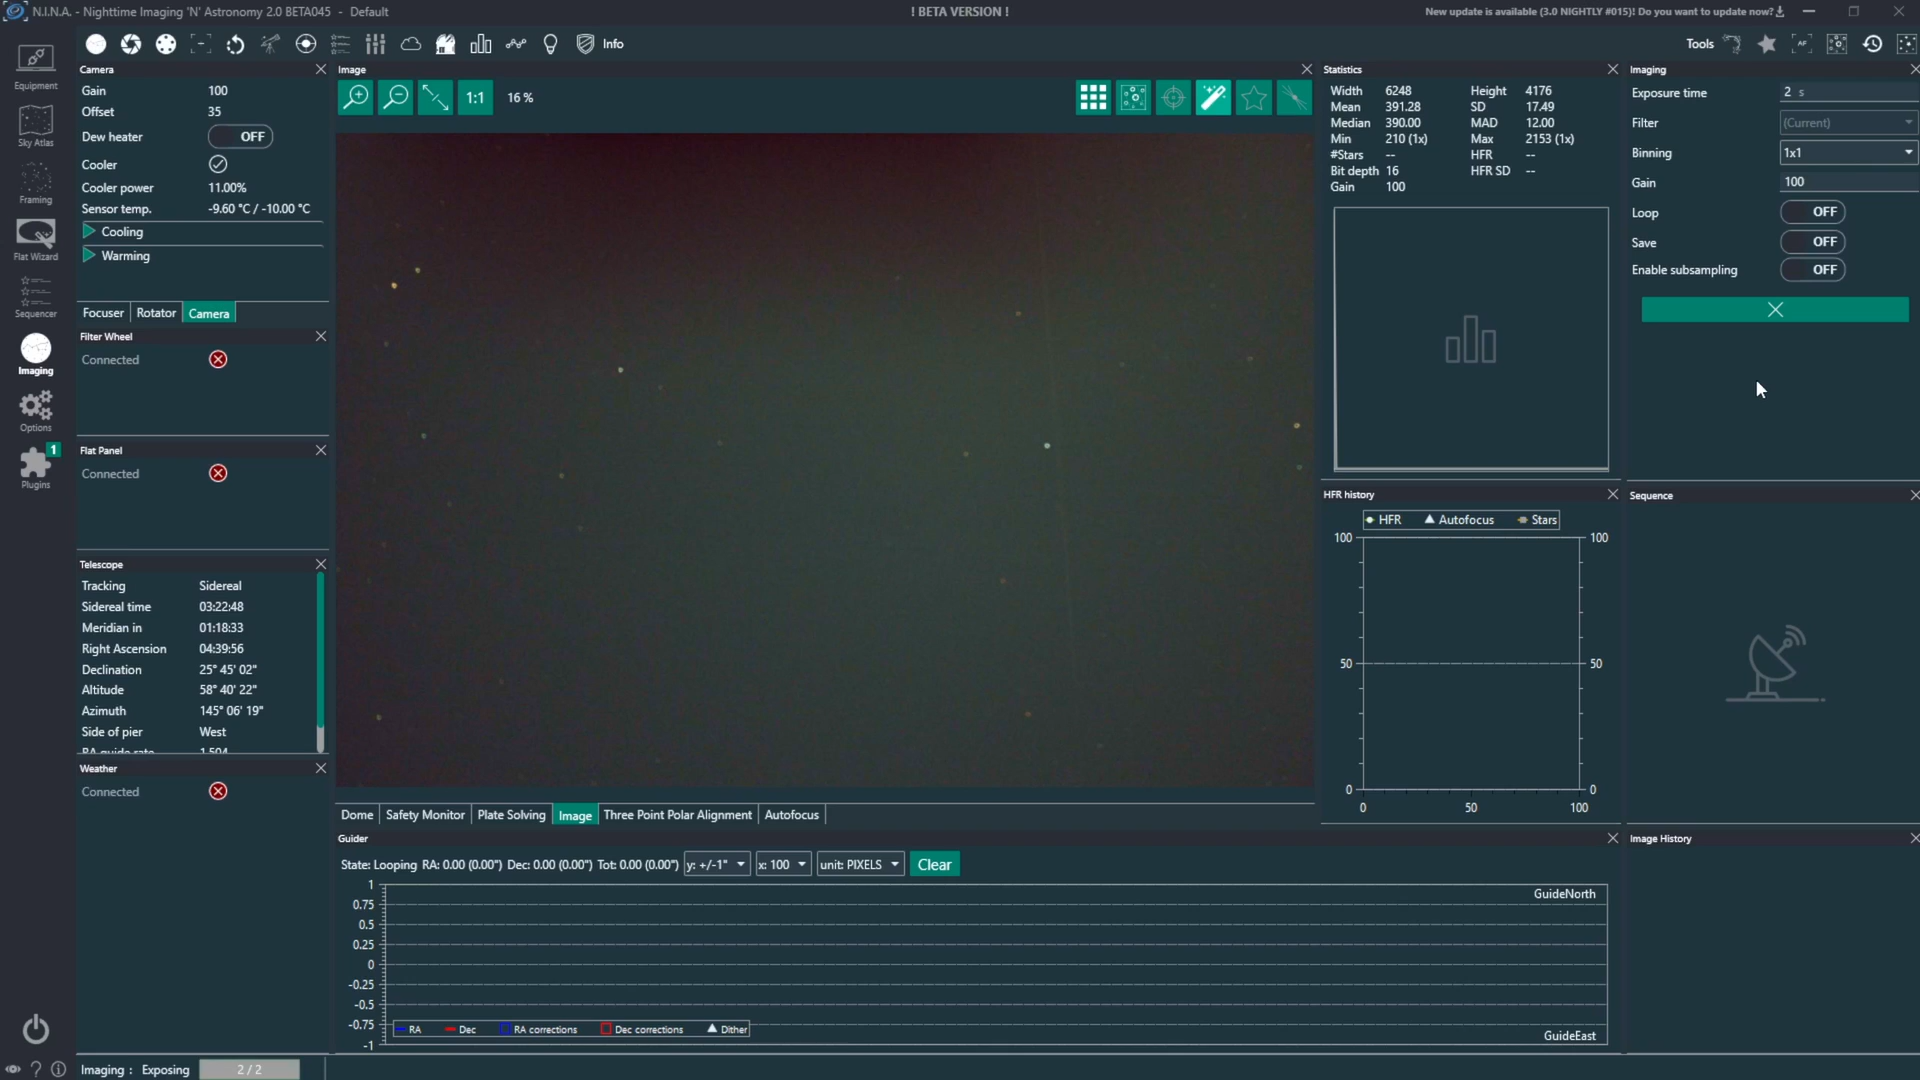 N.I.N.A. - Nighttime Imaging 'N' Astronomy 2.0 BETA045 - Default
! BETA VERSION !
New update is available (3.0 NIGHTLY #015)! Do you want to update now?
Info
Tools
AF
Equipment
Sky Atlas
Framing
Flat Wizard
Sequencer
Imaging
Options
1
Plugins
Camera
Gain 100
Offset 35
Dew heater OFF
Cooler
Cooler power 11.00%
Sensor temp. -9.60 °C / -10.00 °C
Cooling
Warming
Focuser Rotator Camera
Filter Wheel
Connected
Flat Panel
Connected
Telescope
Tracking Sidereal
Sidereal time 03:22:48
Meridian in 01:18:33
Right Ascension 04:39:56
Declination 25° 45' 02"
Altitude 58° 40' 22"
Azimuth 145° 06' 19"
Side of pier West
RA guide rate 1.504
Weather
Connected
Image
1:1 16 %
Dome Safety Monitor Plate Solving Image Three Point Polar Alignment Autofocus
Guider
State: Looping RA: 0.00 (0.00") Dec: 0.00 (0.00") Tot: 0.00 (0.00") y: +/-1" x: 100 unit: PIXELS Clear
1
0.75
0.5
0.25
0
-0.25
-0.5
-0.75
-1
GuideNorth
GuideEast
RA Dec RA corrections Dec corrections Dither
Statistics
Width 6248 Height 4176
Mean 391.28 SD 17.49
Median 390.00 MAD 12.00
Min 210 (1x) Max 2153 (1x)
#Stars -- HFR --
Bit depth 16 HFR SD --
Gain 100
HFR history
HFR Autofocus Stars
100 100
50 50
0 0
0 50 100
Imaging
Exposure time 2 s
Filter (Current)
Binning 1x1
Gain 100
Loop OFF
Save OFF
Enable subsampling OFF
Sequence
Image History
Imaging : Exposing 2 / 2